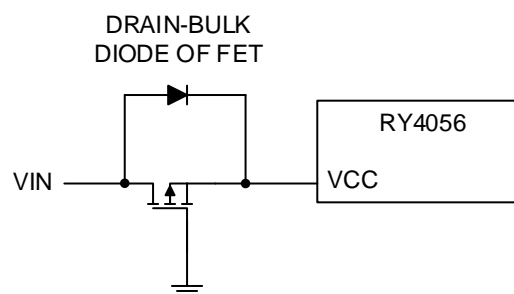 DRAIN-BULK
DIODE OF FET
RY4056
VIN
VCC